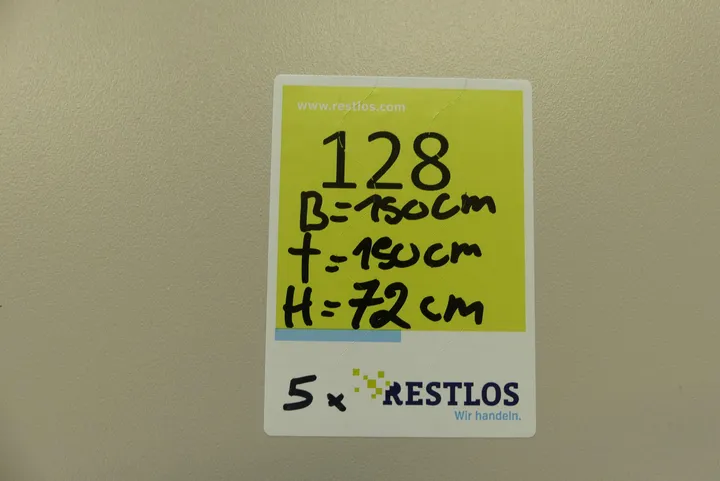 www.restlos.com
128
B=150cm
T=150cm
H=72cm
5x RESTLOS
Wir handeln.